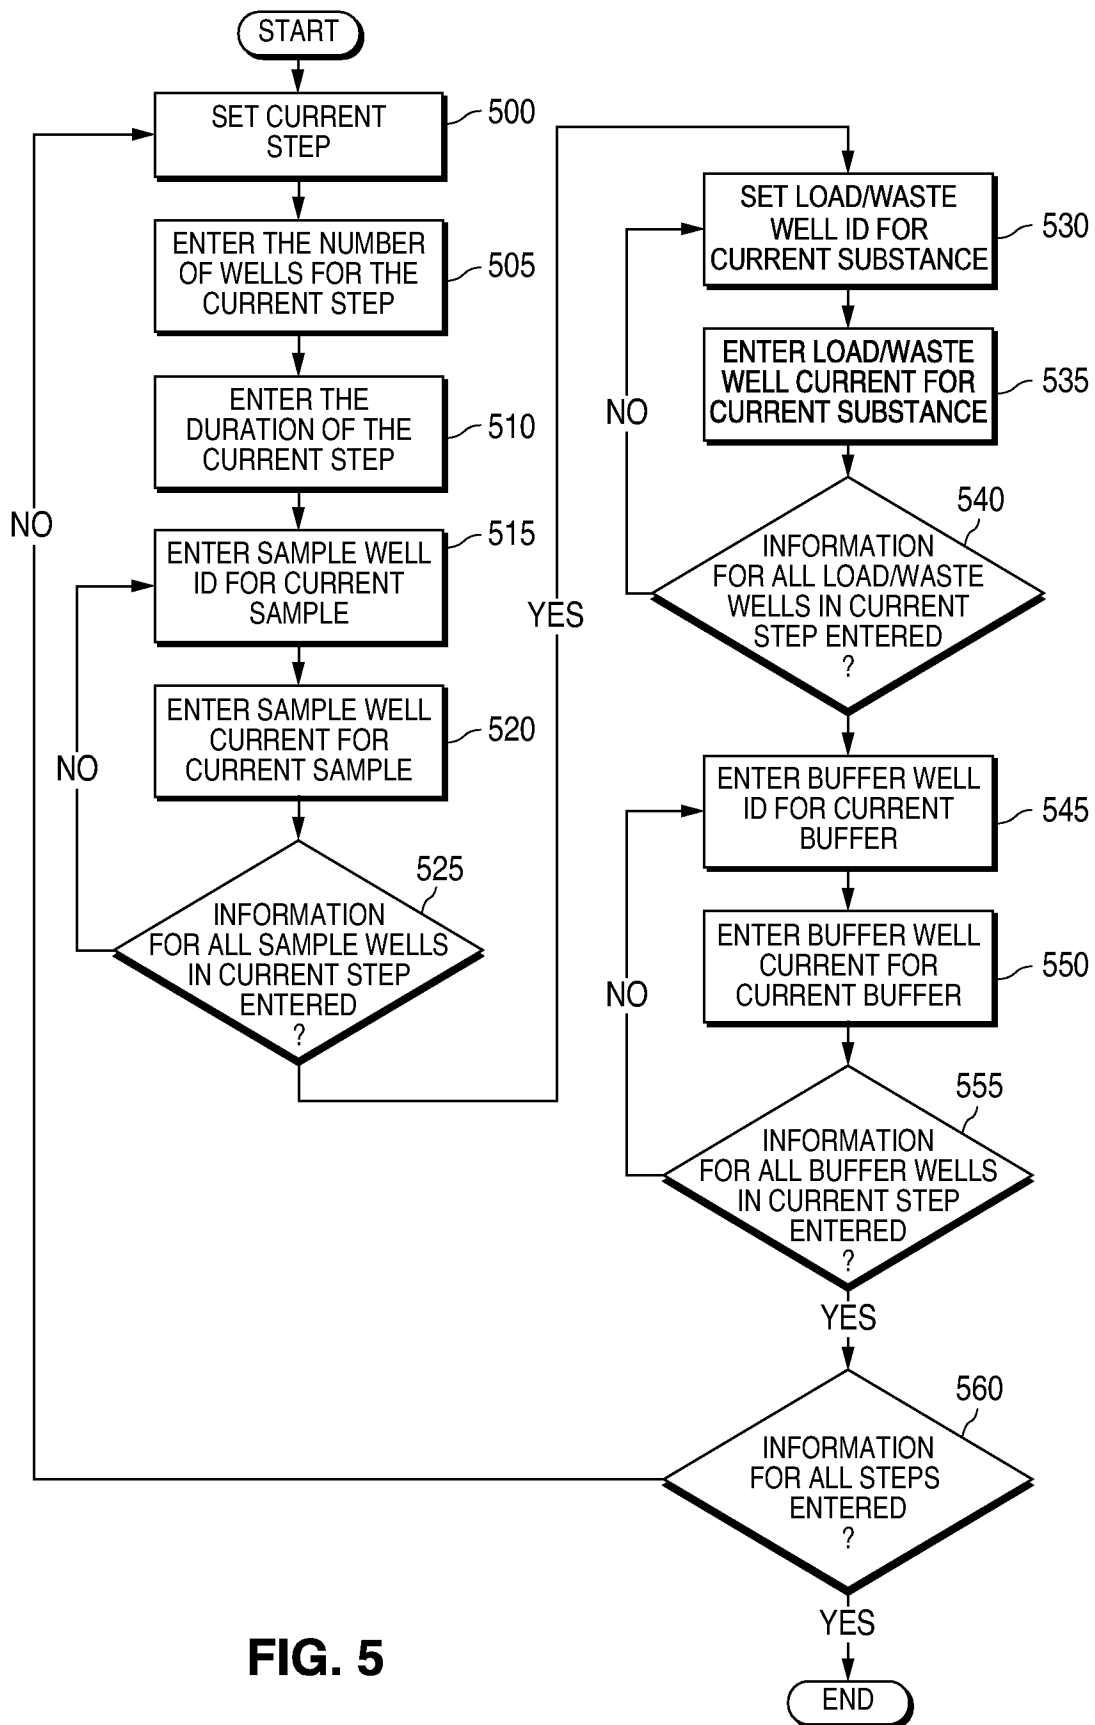 START
SET CURRENT
STEP
500
ENTER THE NUMBER
OF WELLS FOR THE
CURRENT STEP
505
ENTER THE
DURATION OF THE
CURRENT STEP
510
NO
ENTER SAMPLE WELL
ID FOR CURRENT
SAMPLE
515
ENTER SAMPLE WELL
CURRENT FOR
CURRENT SAMPLE
520
NO
INFORMATION
FOR ALL SAMPLE WELLS
IN CURRENT STEP
ENTERED
?
525
YES
SET LOAD/WASTE
WELL ID FOR
CURRENT SUBSTANCE
530
ENTER LOAD/WASTE
WELL CURRENT FOR
CURRENT SUBSTANCE
535
NO
INFORMATION
FOR ALL LOAD/WASTE
WELLS IN CURRENT
STEP ENTERED
?
540
ENTER BUFFER WELL
ID FOR CURRENT
BUFFER
545
ENTER BUFFER WELL
CURRENT FOR
CURRENT BUFFER
550
NO
INFORMATION
FOR ALL BUFFER WELLS
IN CURRENT STEP
ENTERED
?
555
YES
INFORMATION
FOR ALL STEPS
ENTERED
?
560
YES
END
FIG. 5